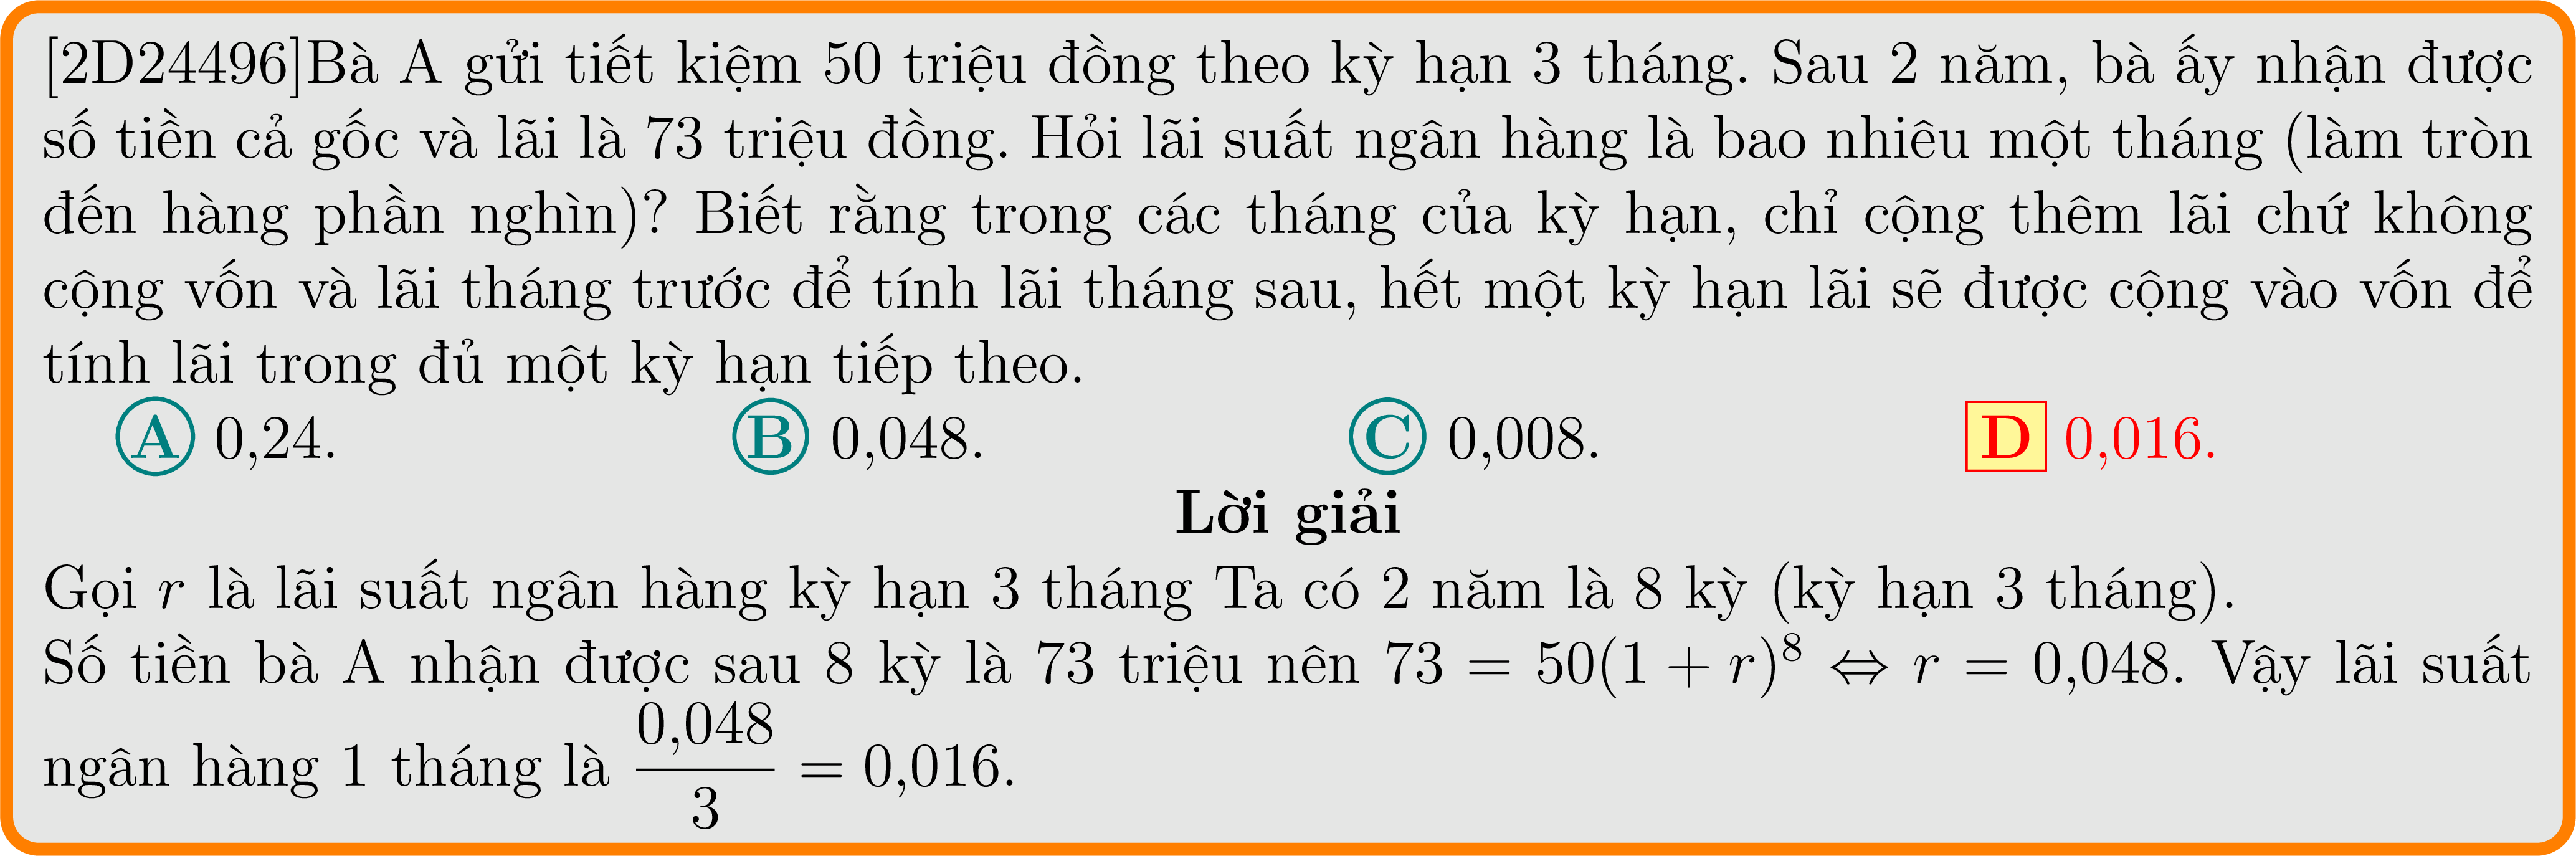 [2D24496]Bà A gửi tiết kiệm 50 triệu đồng theo kỳ hạn 3 tháng. Sau 2 năm, bà ấy nhận được
số tiền cả gốc và lãi là 73 triệu đồng. Hỏi lãi suất ngân hàng là bao nhiêu một tháng (làm tròn
đến hàng phần nghìn)? Biết rằng trong các tháng của kỳ hạn, chỉ cộng thêm lãi chứ không
cộng vốn và lãi tháng trước để tính lãi tháng sau, hết một kỳ hạn lãi sẽ được cộng vào vốn để
tính lãi trong đủ một kỳ hạn tiếp theo.
A 0,24. B 0,048. C 0,008. D 0,016.
Lời giải
Gọi r là lãi suất ngân hàng kỳ hạn 3 tháng Ta có 2 năm là 8 kỳ (kỳ hạn 3 tháng).
Số tiền bà A nhận được sau 8 kỳ là 73 triệu nên 73 = 50(1 + r)⁸ ⇔ r = 0,048. Vậy lãi suất
ngân hàng 1 tháng là 0,048/3 = 0,016.